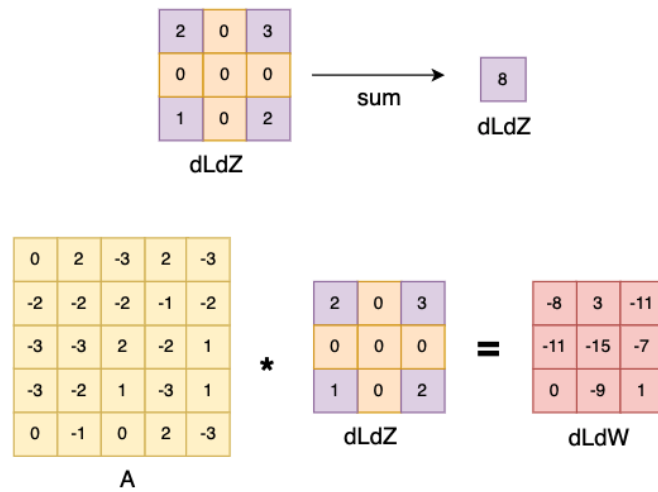 2 0 3
0 0 0
1 0 2
sum
8
dLdZ
dLdZ
0 2 -3 2 -3
-2 -2 -2 -1 -2
-3 -3 2 -2 1
-3 -2 1 -3 1
0 -1 0 2 -3
A
*
2 0 3
0 0 0
1 0 2
dLdZ
=
-8 3 -11
-11 -15 -7
0 -9 1
dLdW